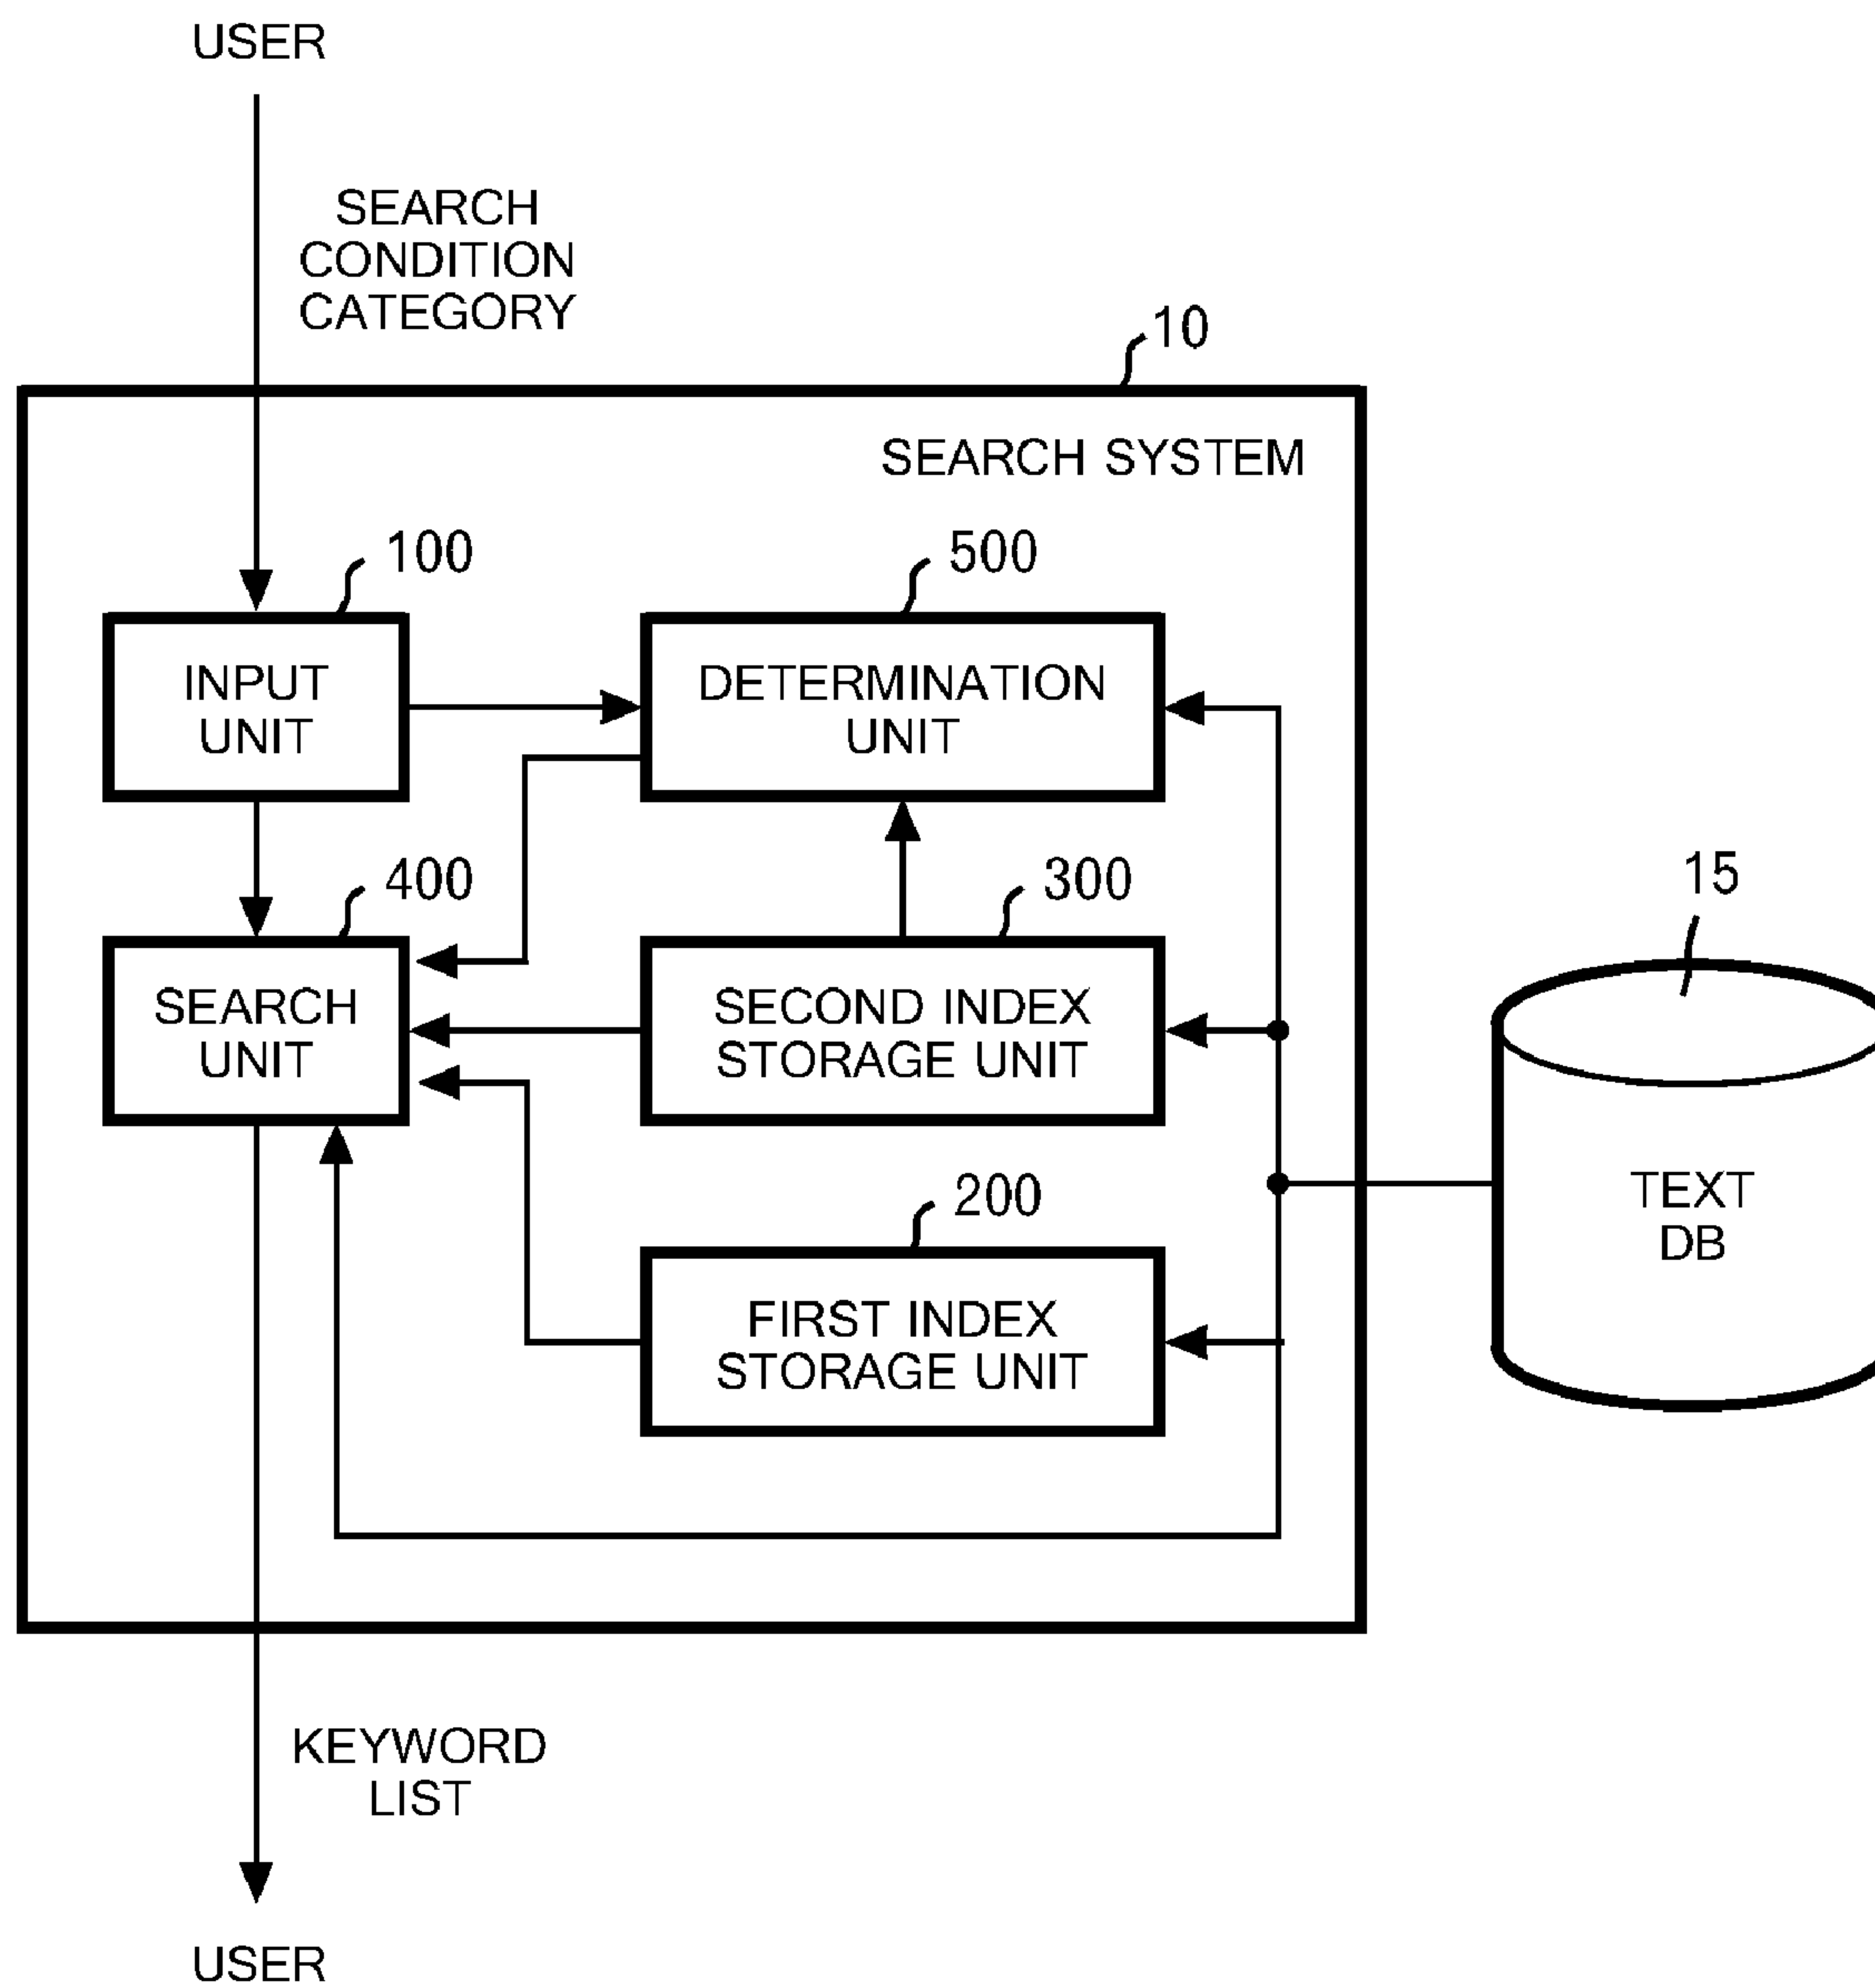 USER
SEARCH
CONDITION
CATEGORY
10
SEARCH SYSTEM
100
500
INPUT
UNIT
DETERMINATION
UNIT
400
300
15
SEARCH
UNIT
SECOND INDEX
STORAGE UNIT
TEXT
DB
200
FIRST INDEX
STORAGE UNIT
KEYWORD
LIST
USER